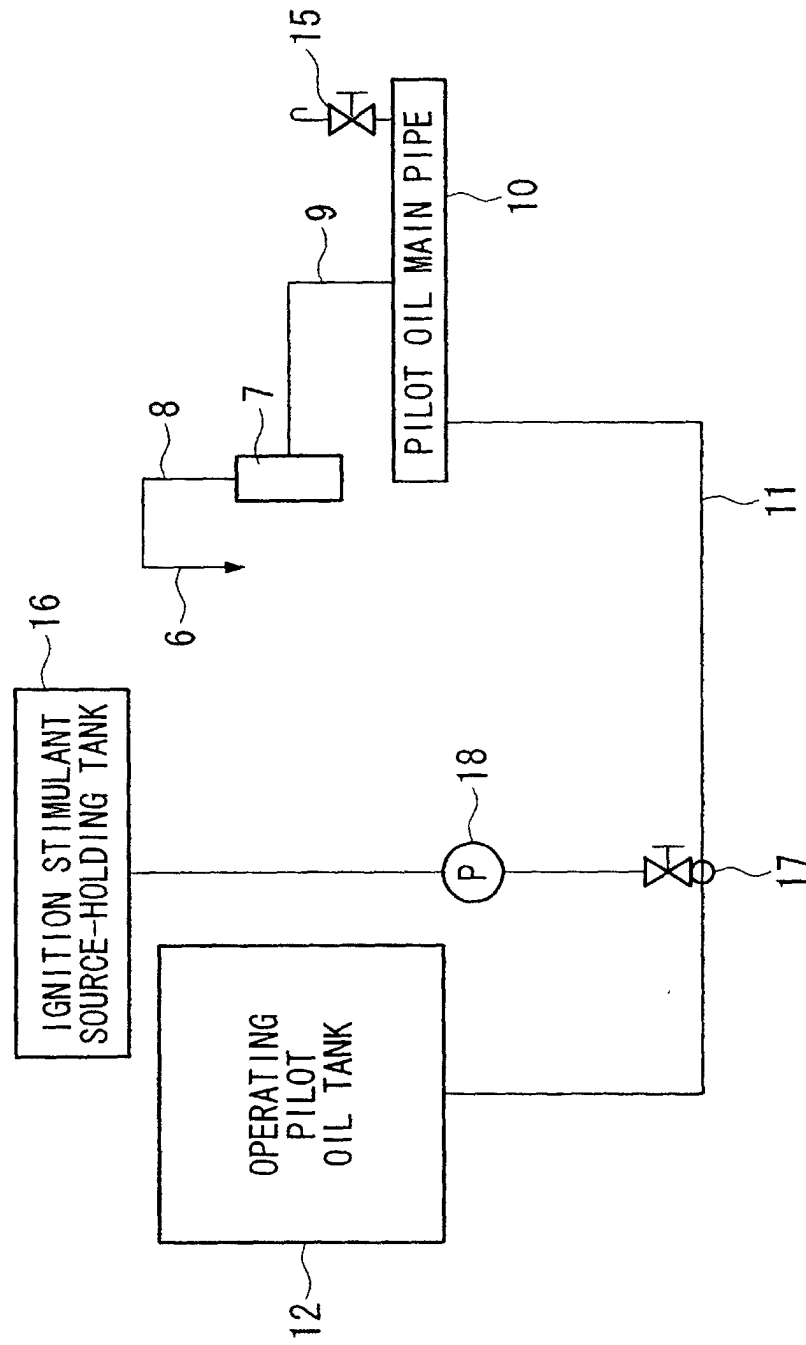 IGNITION STIMULANT
SOURCE-HOLDING TANK
16
OPERATING
PILOT
OIL TANK
12
P
18
17
6
8
7
9
15
PILOT OIL MAIN PIPE
10
11